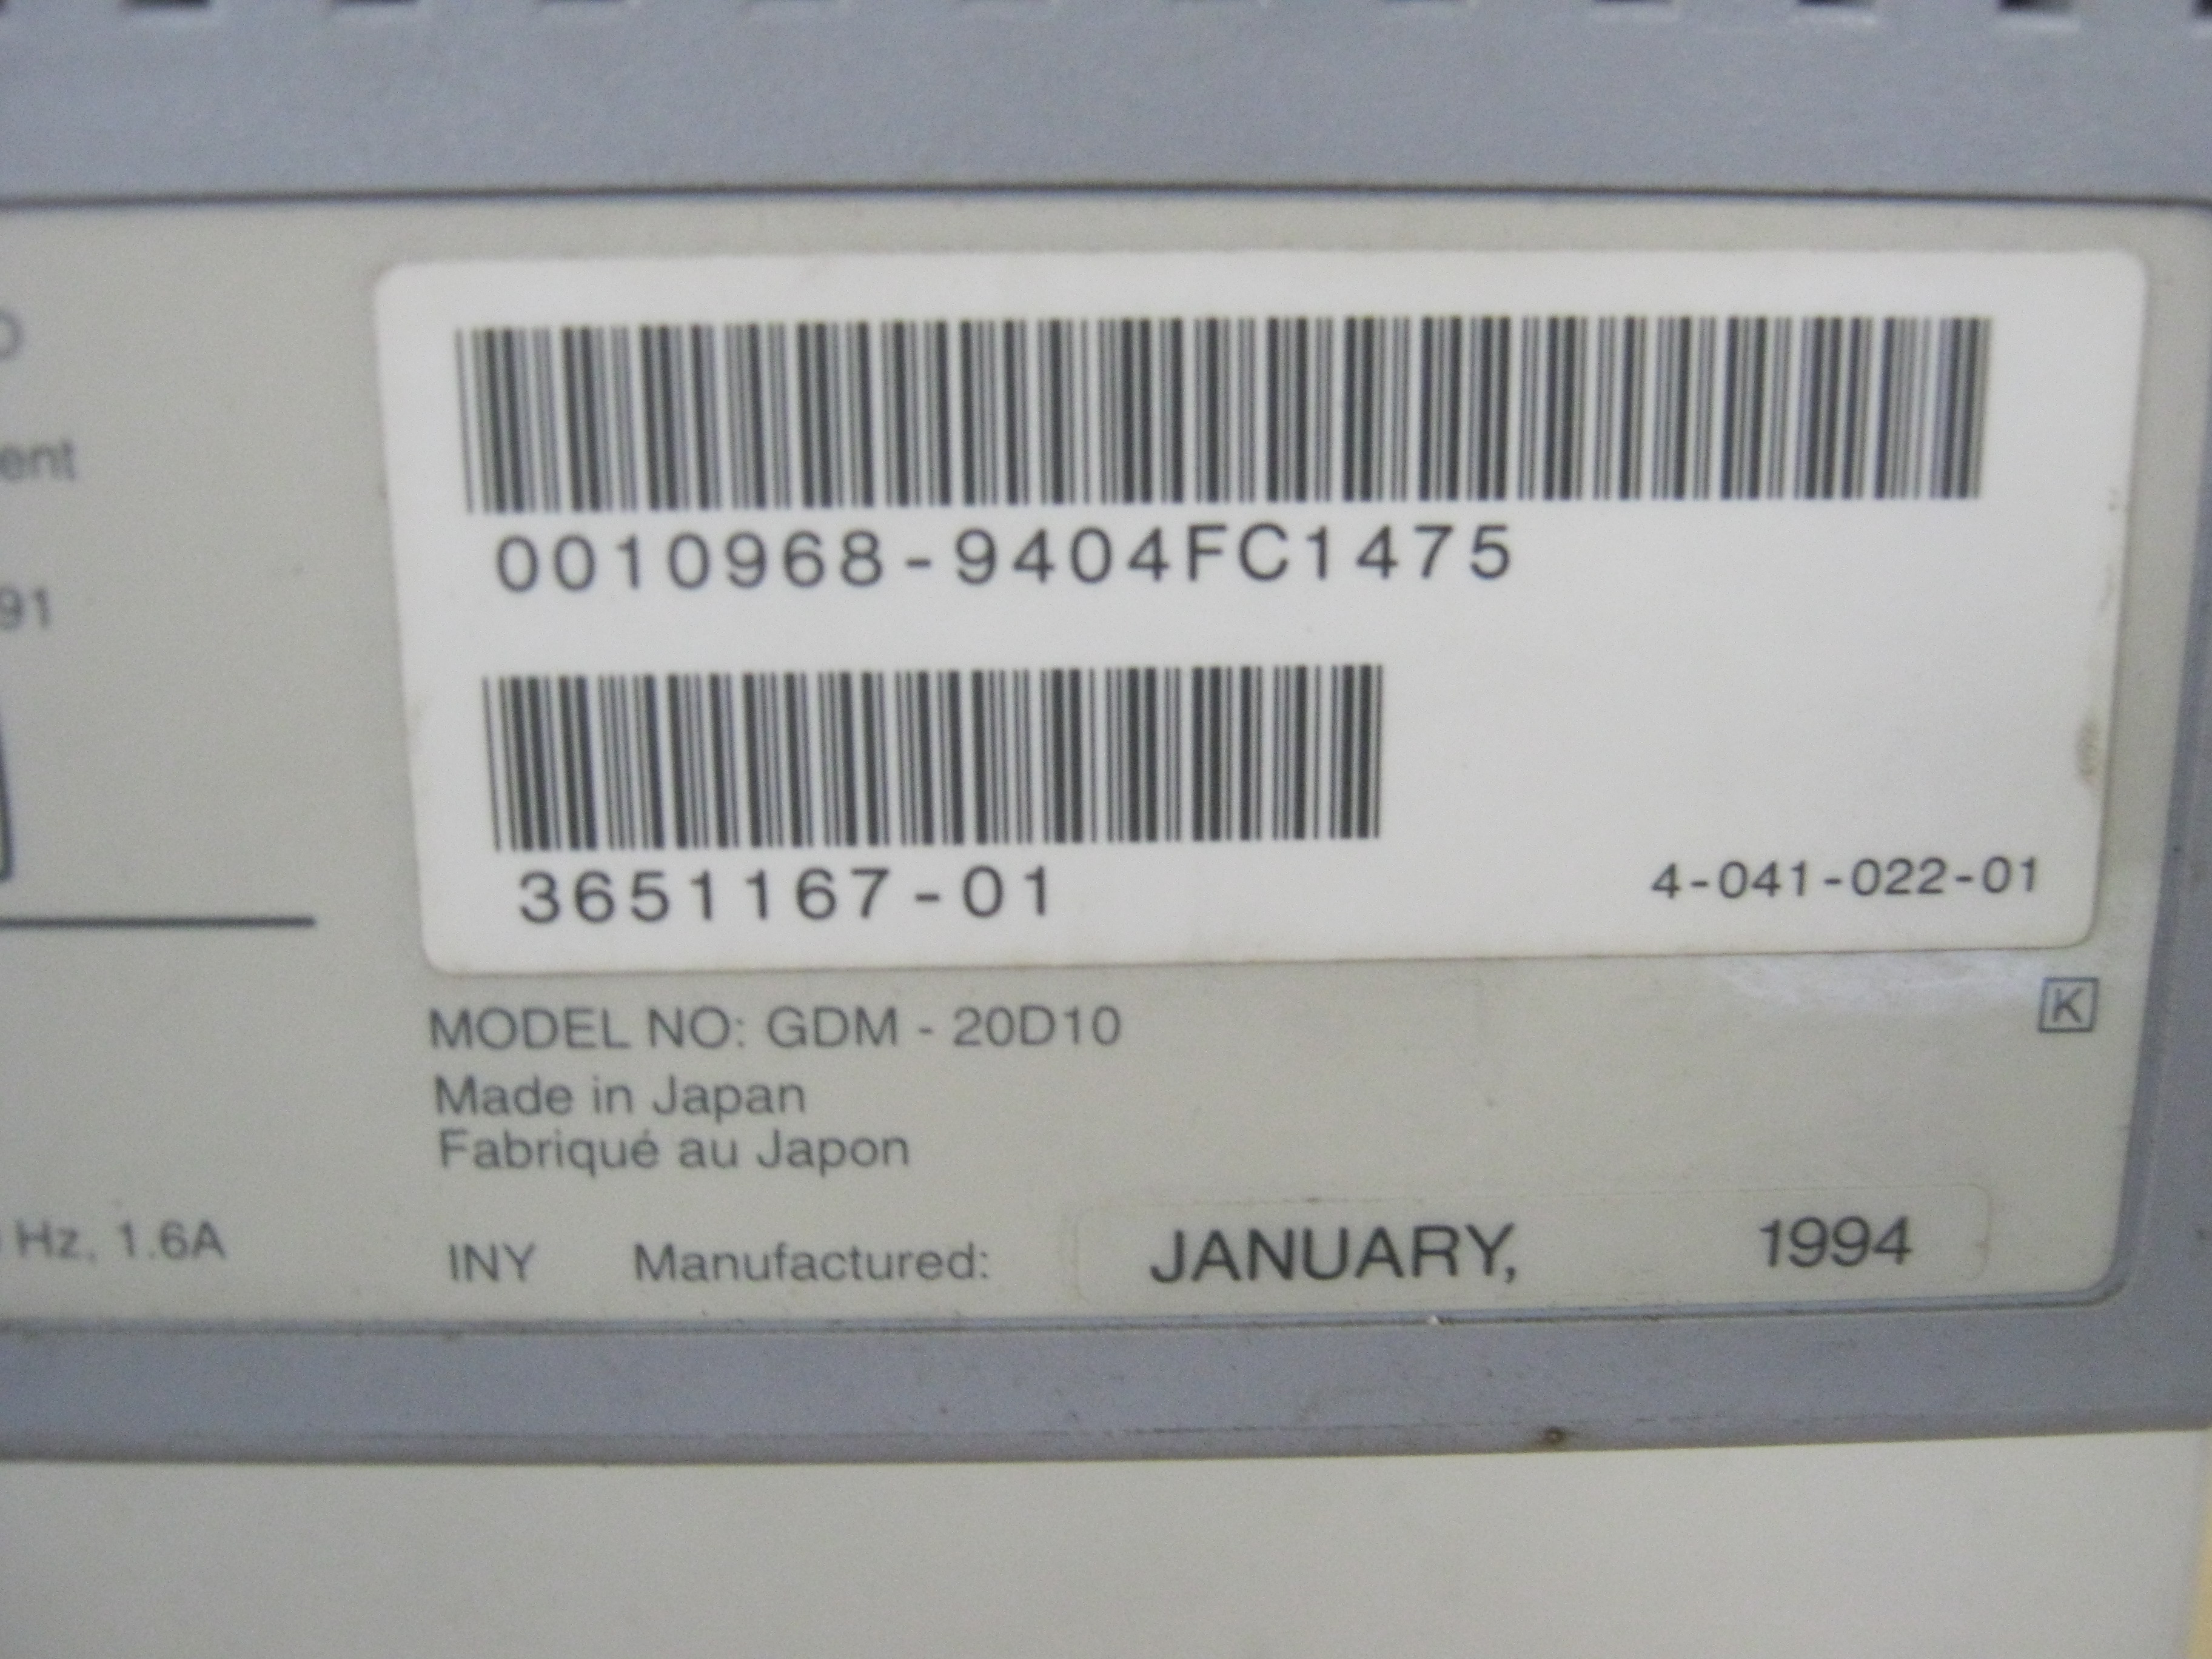 0010968-9404FC1475
91
3651167-01
4-041-022-01
K
MODEL NO: GDM - 20D10
Made in Japan
Fabriqué au Japon
Hz, 1.6A
INY Manufactured: JANUARY, 1994